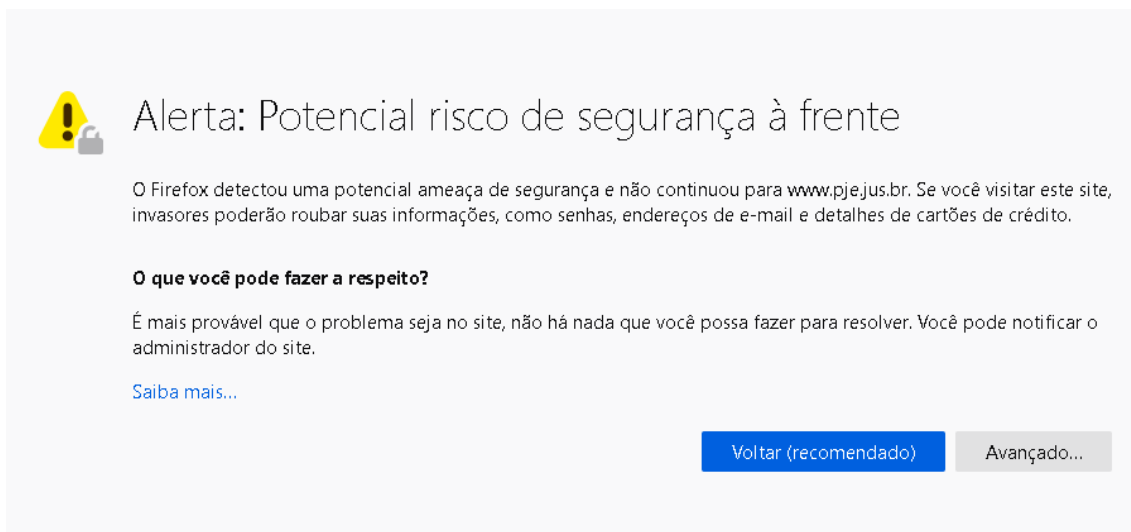 Alerta: Potencial risco de segurança à frente
O Firefox detectou uma potencial ameaça de segurança e não continuou para www.pje.jus.br. Se você visitar este site,
invasores poderão roubar suas informações, como senhas, endereços de e-mail e detalhes de cartões de crédito.
O que você pode fazer a respeito?
É mais provável que o problema seja no site, não há nada que você possa fazer para resolver. Você pode notificar o
administrador do site.
Saiba mais...
Voltar (recomendado) Avançado...